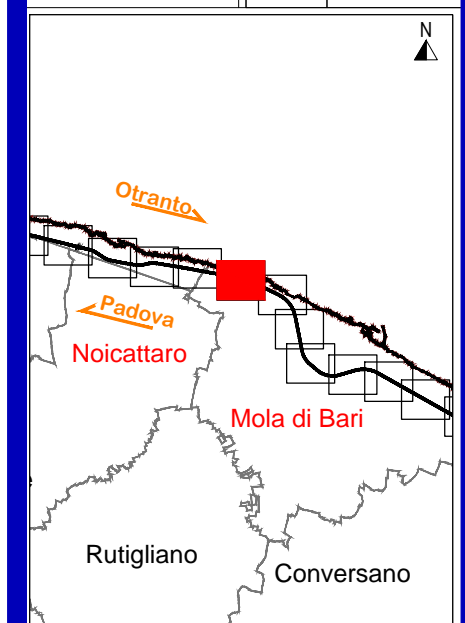 N
Otranto
Padova
Noicattaro
Mola di Bari
Rutigliano
Conversano